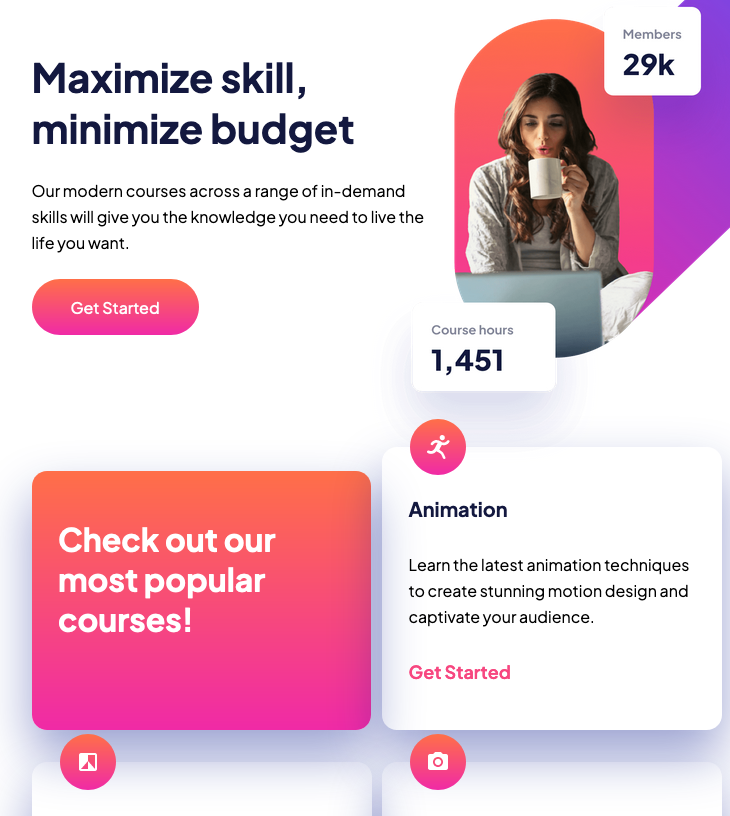 Maximize skill,
minimize budget
Our modern courses across a range of in-demand
skills will give you the knowledge you need to live the
life you want.
Get Started
Members
29k
Course hours
1,451
Check out our
most popular
courses!
Animation
Learn the latest animation techniques
to create stunning motion design and
captivate your audience.
Get Started